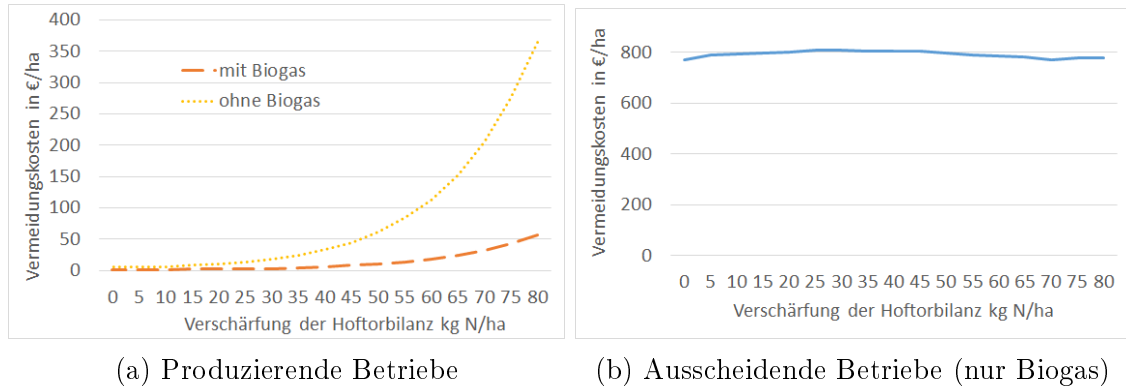 400
350
300
250
200
150
100
50
0
Vermeidungskosten in €/ha
mit Biogas
ohne Biogas
0 5 10 15 20 25 30 35 40 45 50 55 60 65 70 75 80
Verschärfung der Hoftorbilanz kg N/ha
(a) Produzierende Betriebe
800
600
400
200
0
Vermeidungskosten in €/ha
0 5 10 15 20 25 30 35 40 45 50 55 60 65 70 75 80
Verschärfung der Hoftorbilanz kg N/ha
(b) Ausscheidende Betriebe (nur Biogas)